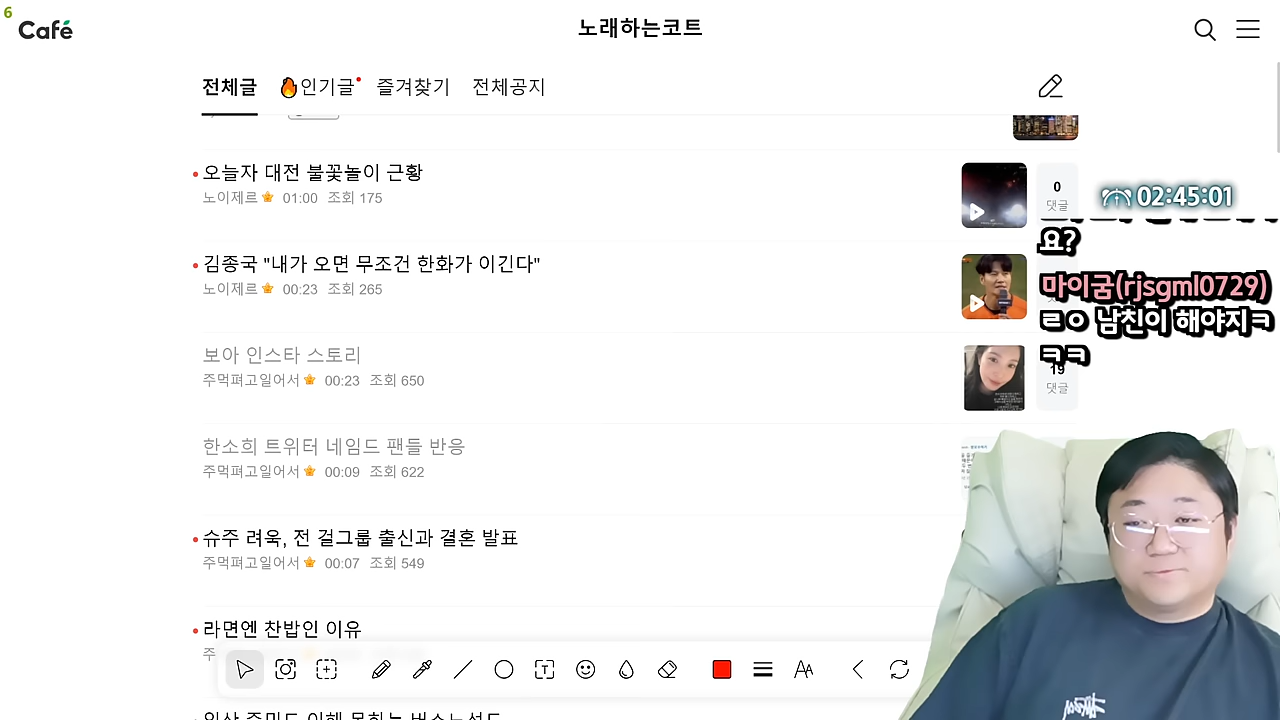 6
Café
노래하는코트
전체글 🔥인기글 즐겨찾기 전체공지
오늘자 대전 불꽃놀이 근황
노이제르 01:00 조회 175
0
댓글
02:45:01
요?
김종국 "내가 오면 무조건 한화가 이긴다"
노이제르 00:23 조회 265
마이굼(rjsgml0729)
ㄹㅇ 남친이 해야지ㅋ
ㅋㅋ
보아 인스타 스토리
주먹펴고일어서 00:23 조회 650
19
댓글
한소희 트위터 네임드 팬들 반응
주먹펴고일어서 00:09 조회 622
슈주 려욱, 전 걸그룹 출신과 결혼 발표
주먹펴고일어서 00:07 조회 549
라면엔 찬밥인 이유
주